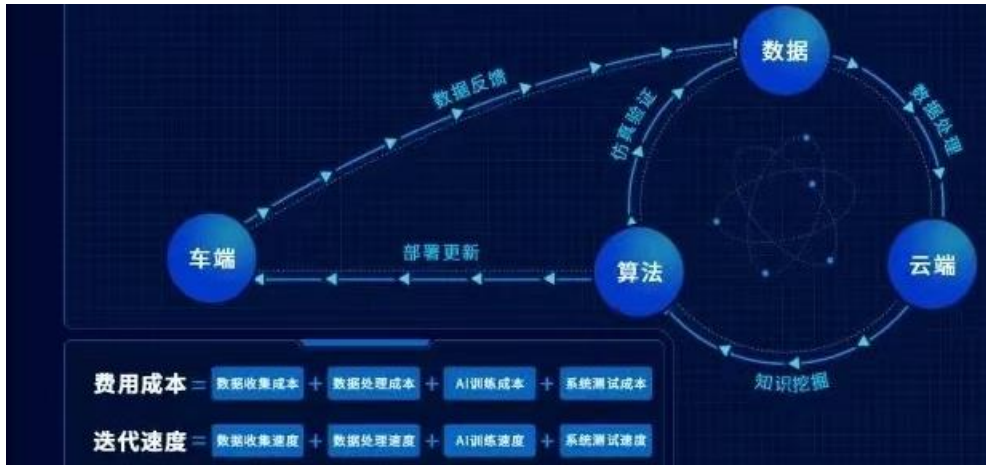 数据
数据反馈
数据处理
仿真验证
车端
部署更新
算法
云端
知识挖掘
费用成本=数据收集成本+数据处理成本+AI训练成本+系统测试成本
迭代速度=数据收集速度+数据处理速度+AI训练速度+系统测试速度